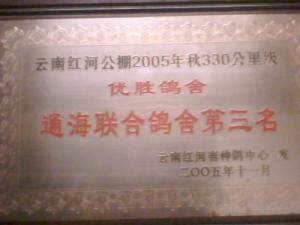 云南红河公棚2005年秋330公里级
优胜鸽舍
通海联合鸽舍第三名
云南红河赛鸽中心 发
二〇〇五年十一月